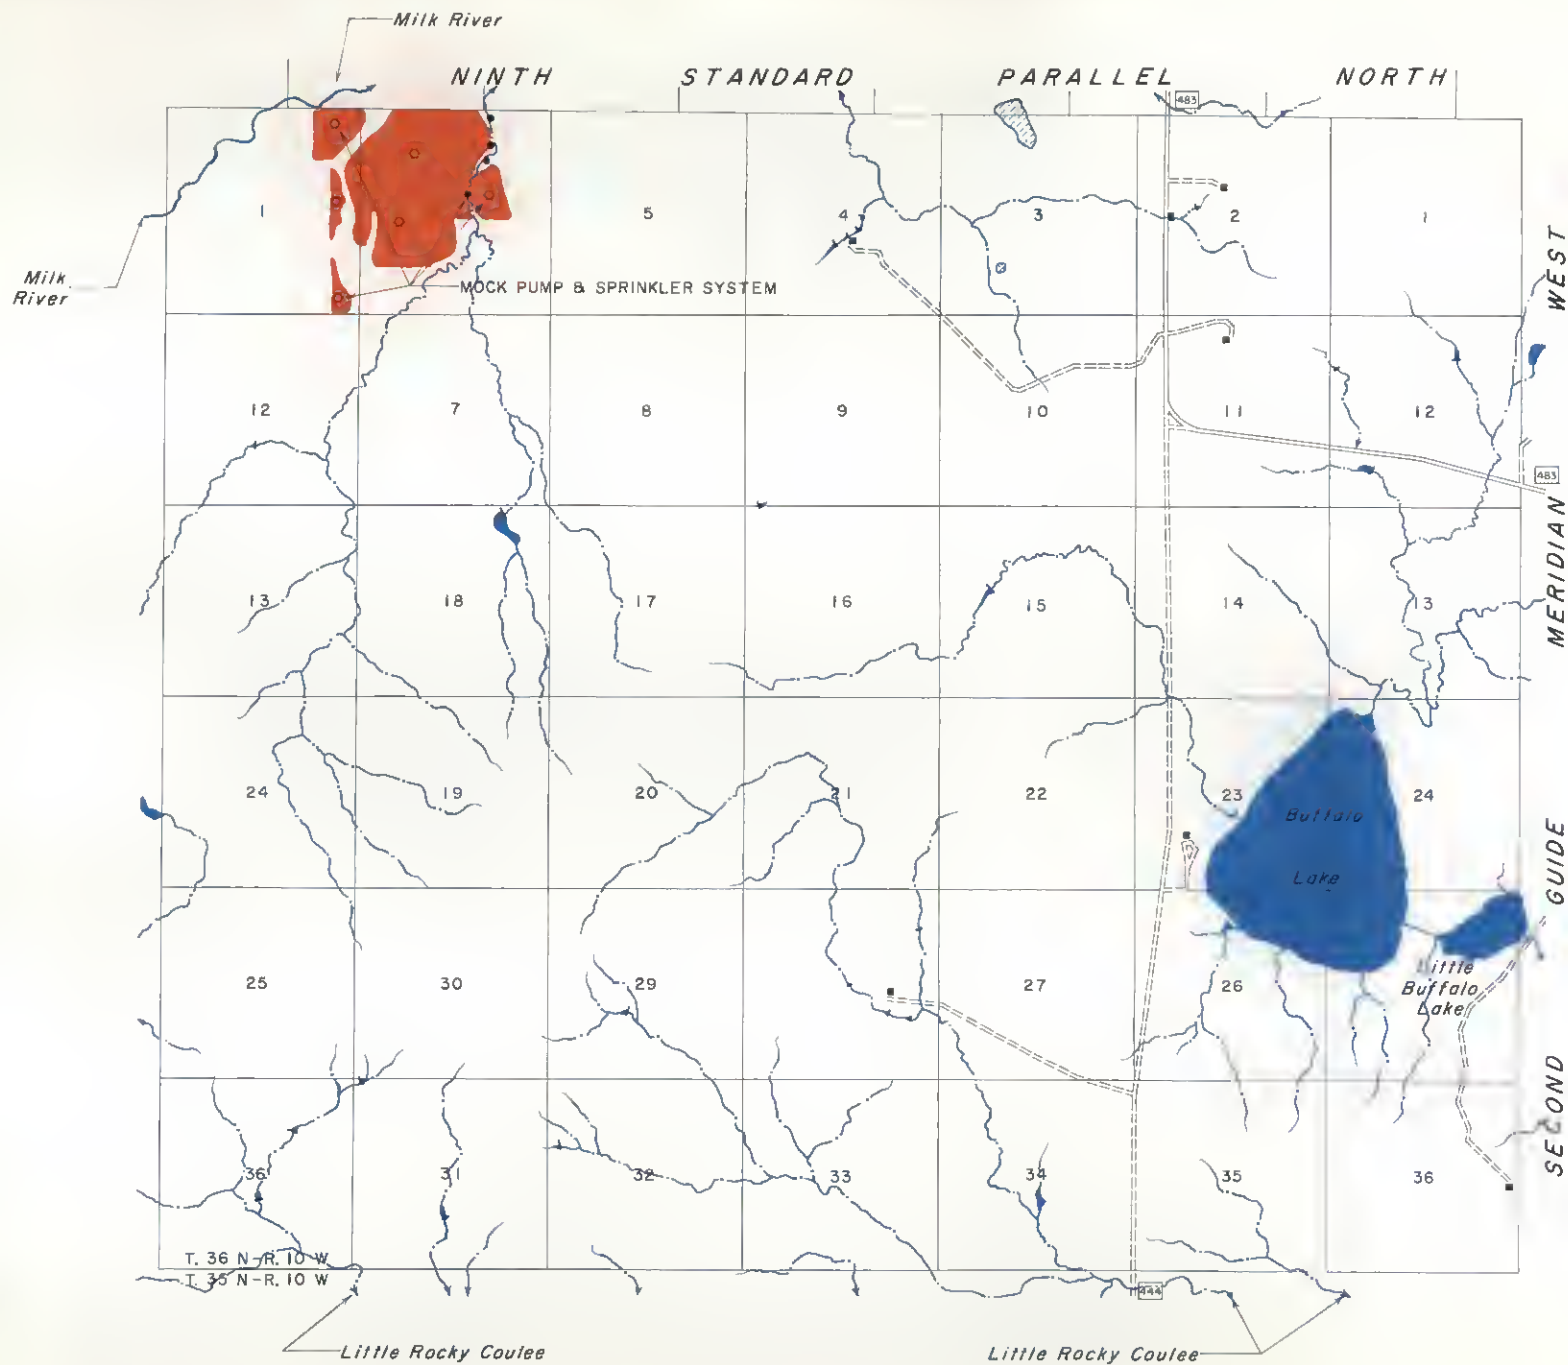 Milk River
NINTH STANDARD PARALLEL NORTH
483
1 5 4 3 2 1
Milk
River
MOCK PUMP & SPRINKLER SYSTEM
WEST
12 7 8 9 10 11 12
483
MERIDIAN
13 18 17 16 15 14 13
24 19 20 21 22 23 24
Buffalo
Lake
GUIDE
25 30 29 27 26
Little
Buffalo
Lake
SECOND
36 31 32 33 34 35 36
T. 36 N-R. 10 W
T. 35 N-R. 10 W
444
Little Rocky Coulee
Little Rocky Coulee